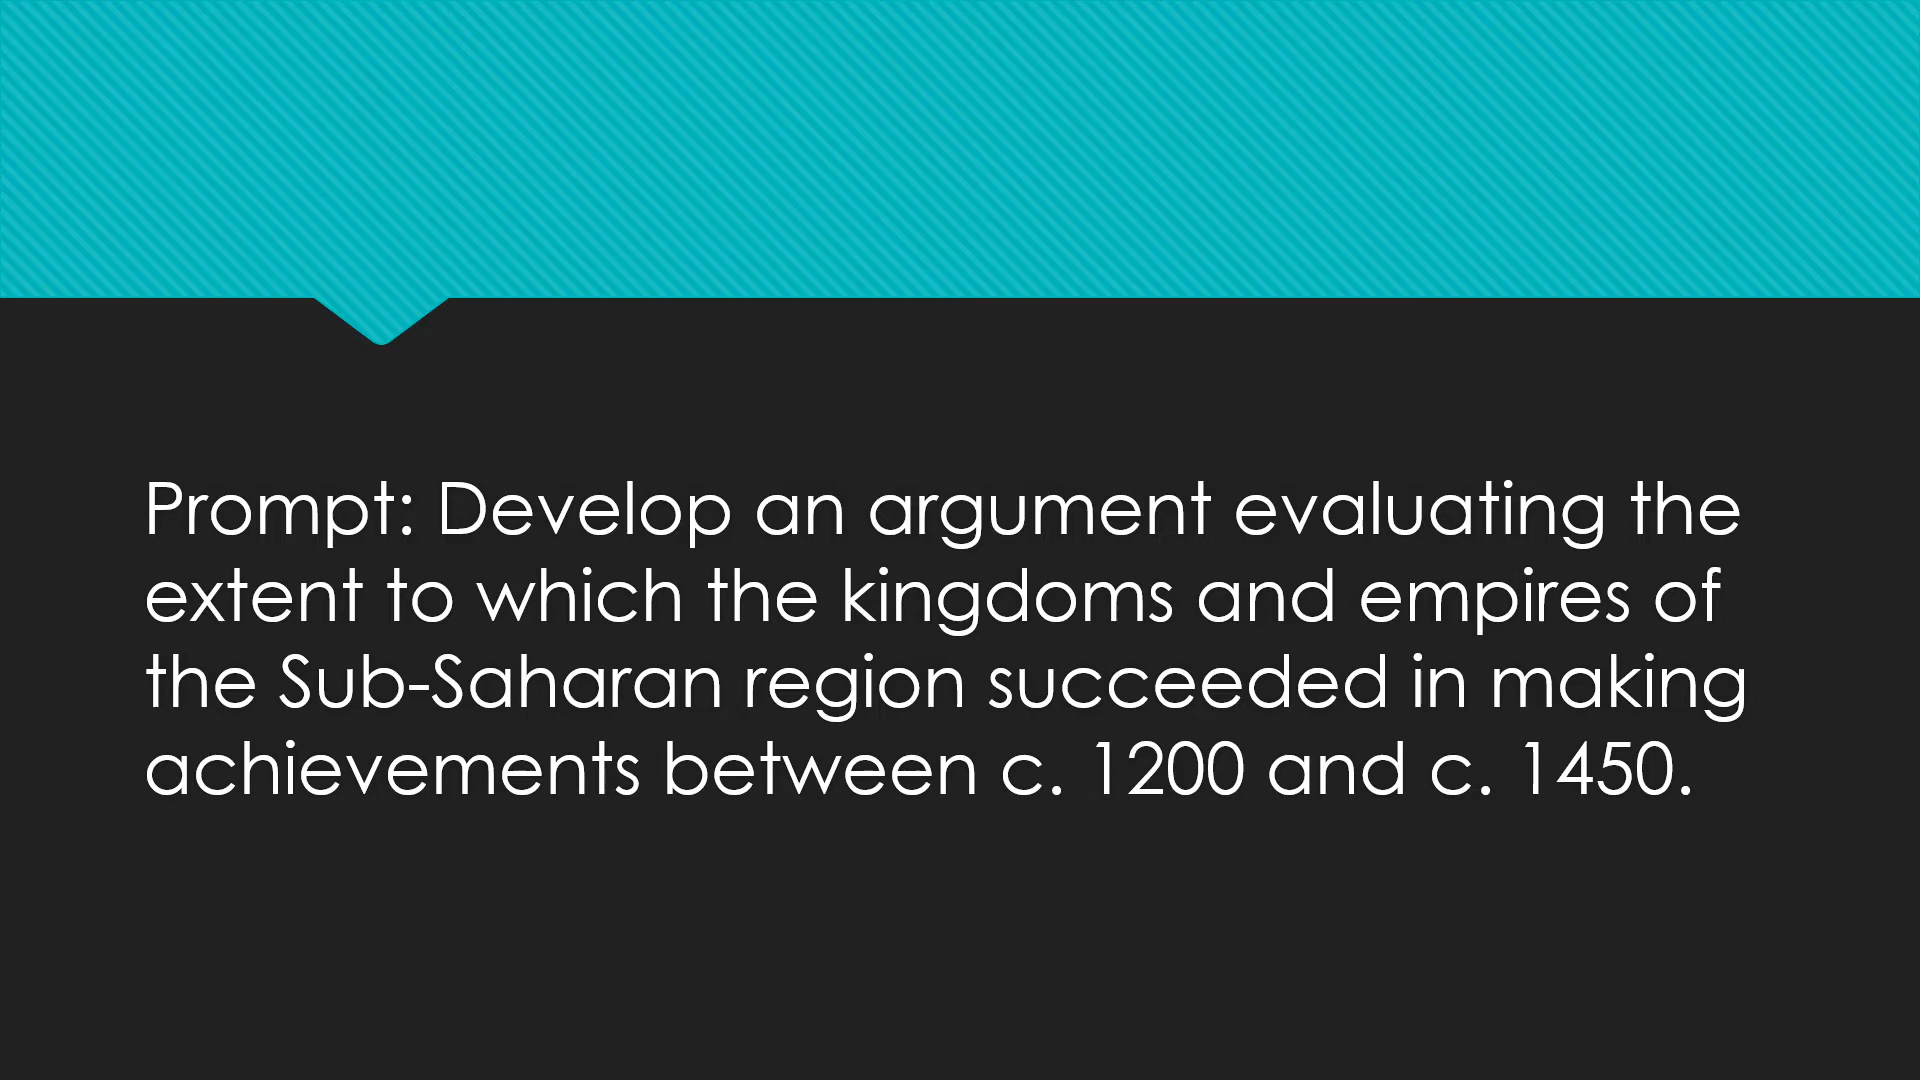 Prompt: Develop an argument evaluating the
extent to which the kingdoms and empires of
the Sub-Saharan region succeeded in making
achievements between c. 1200 and c. 1450.